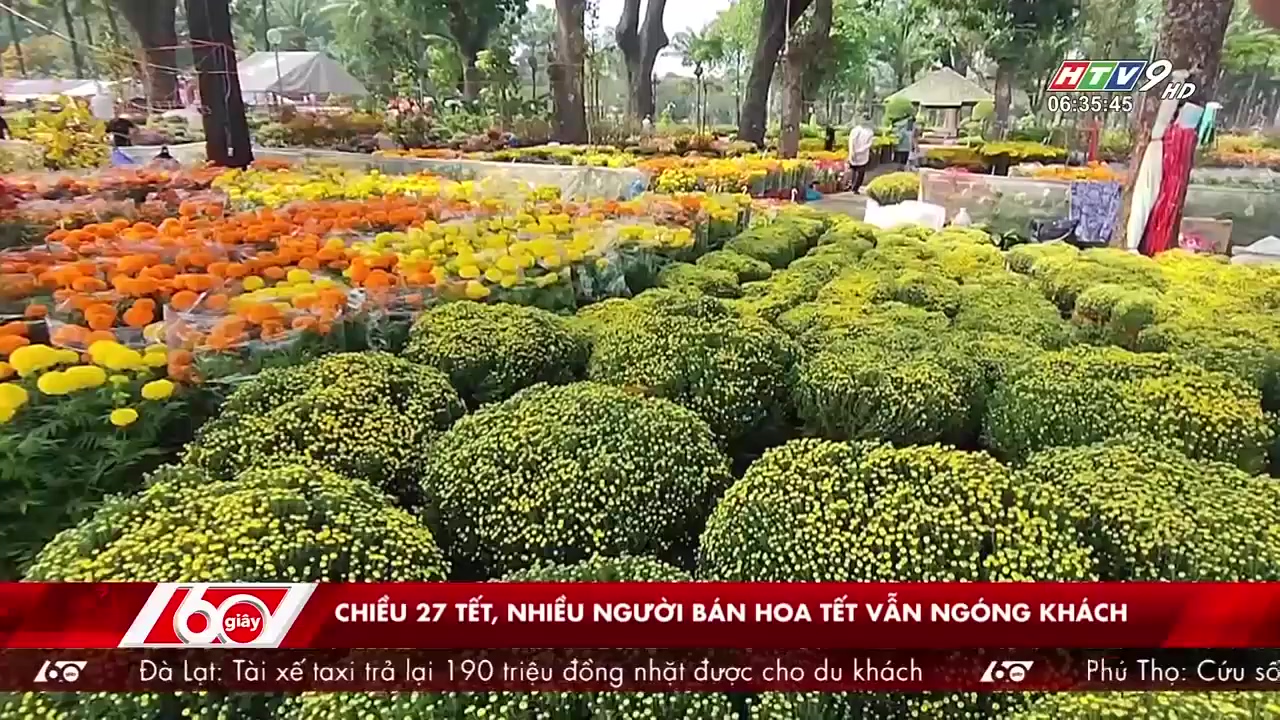 HTV9 HD
06:35:45
60 giây
CHIỀU 27 TẾT, NHIỀU NGƯỜI BÁN HOA TẾT VẪN NGÓNG KHÁCH
60 giây Đà Lạt: Tài xế taxi trả lại 190 triệu đồng nhặt được cho du khách 60 giây Phú Thọ: Cứu số